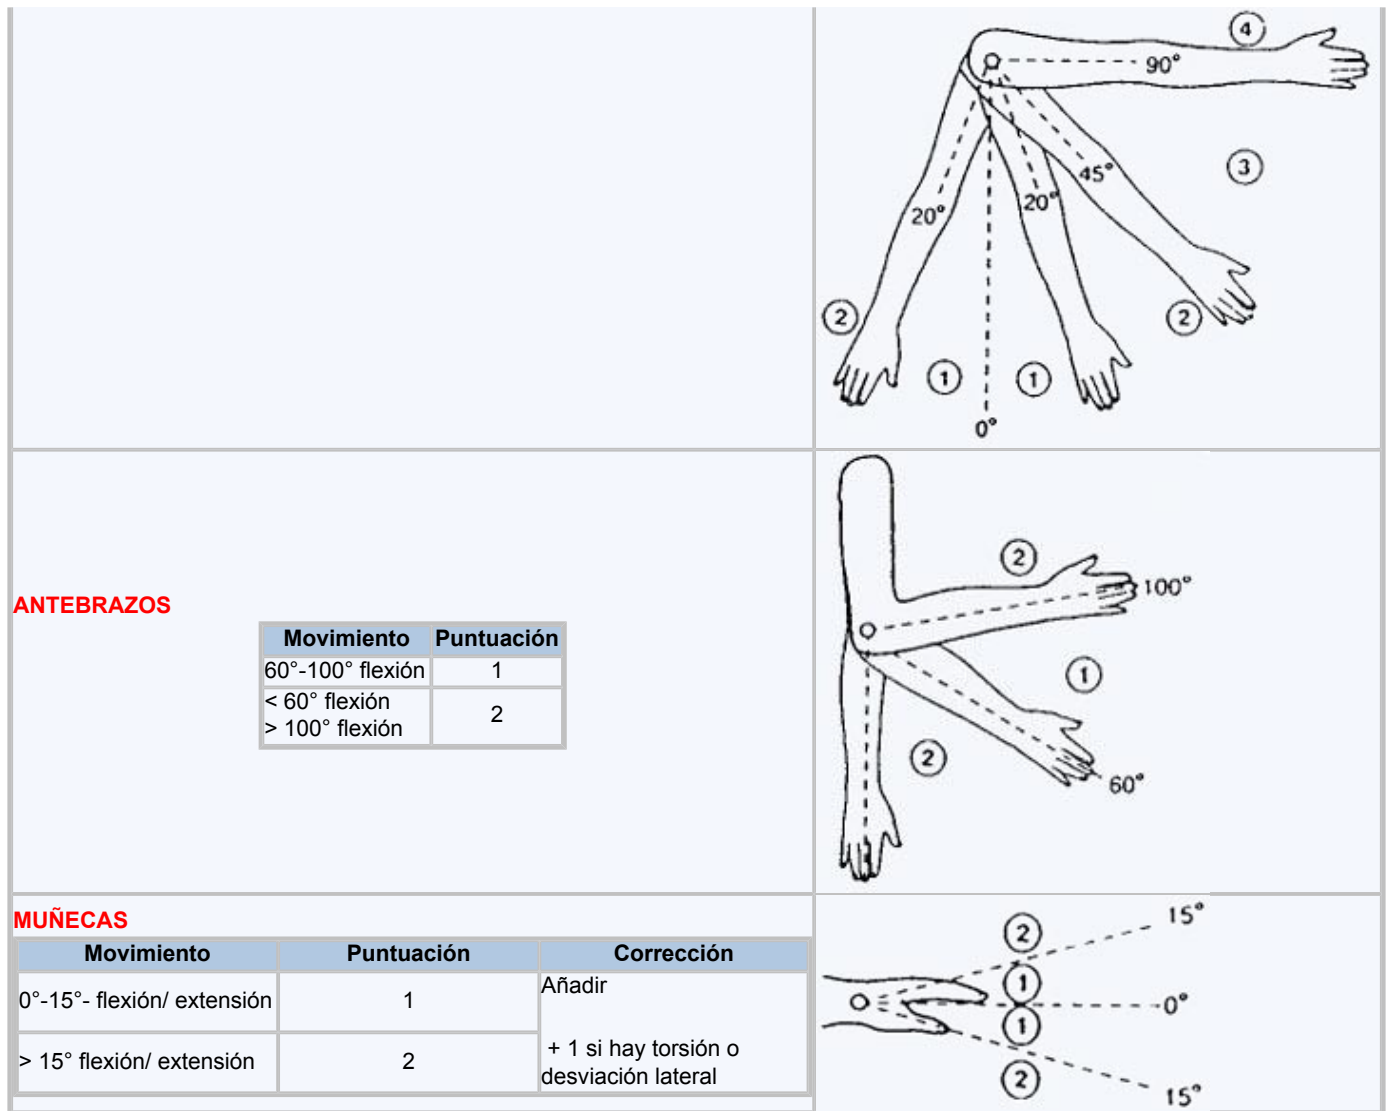 4
90°
3
45°
20°
20°
2
2
1
1
0°
ANTEBRAZOS
Movimiento Puntuación
60°-100° flexión 1
< 60° flexión
> 100° flexión 2
2
100°
1
2
60°
MUÑECAS
Movimiento Puntuación Corrección
0°-15°- flexión/ extensión 1 Añadir
> 15° flexión/ extensión 2 + 1 si hay torsión o
desviación lateral
15°
2
1
0°
1
2
15°